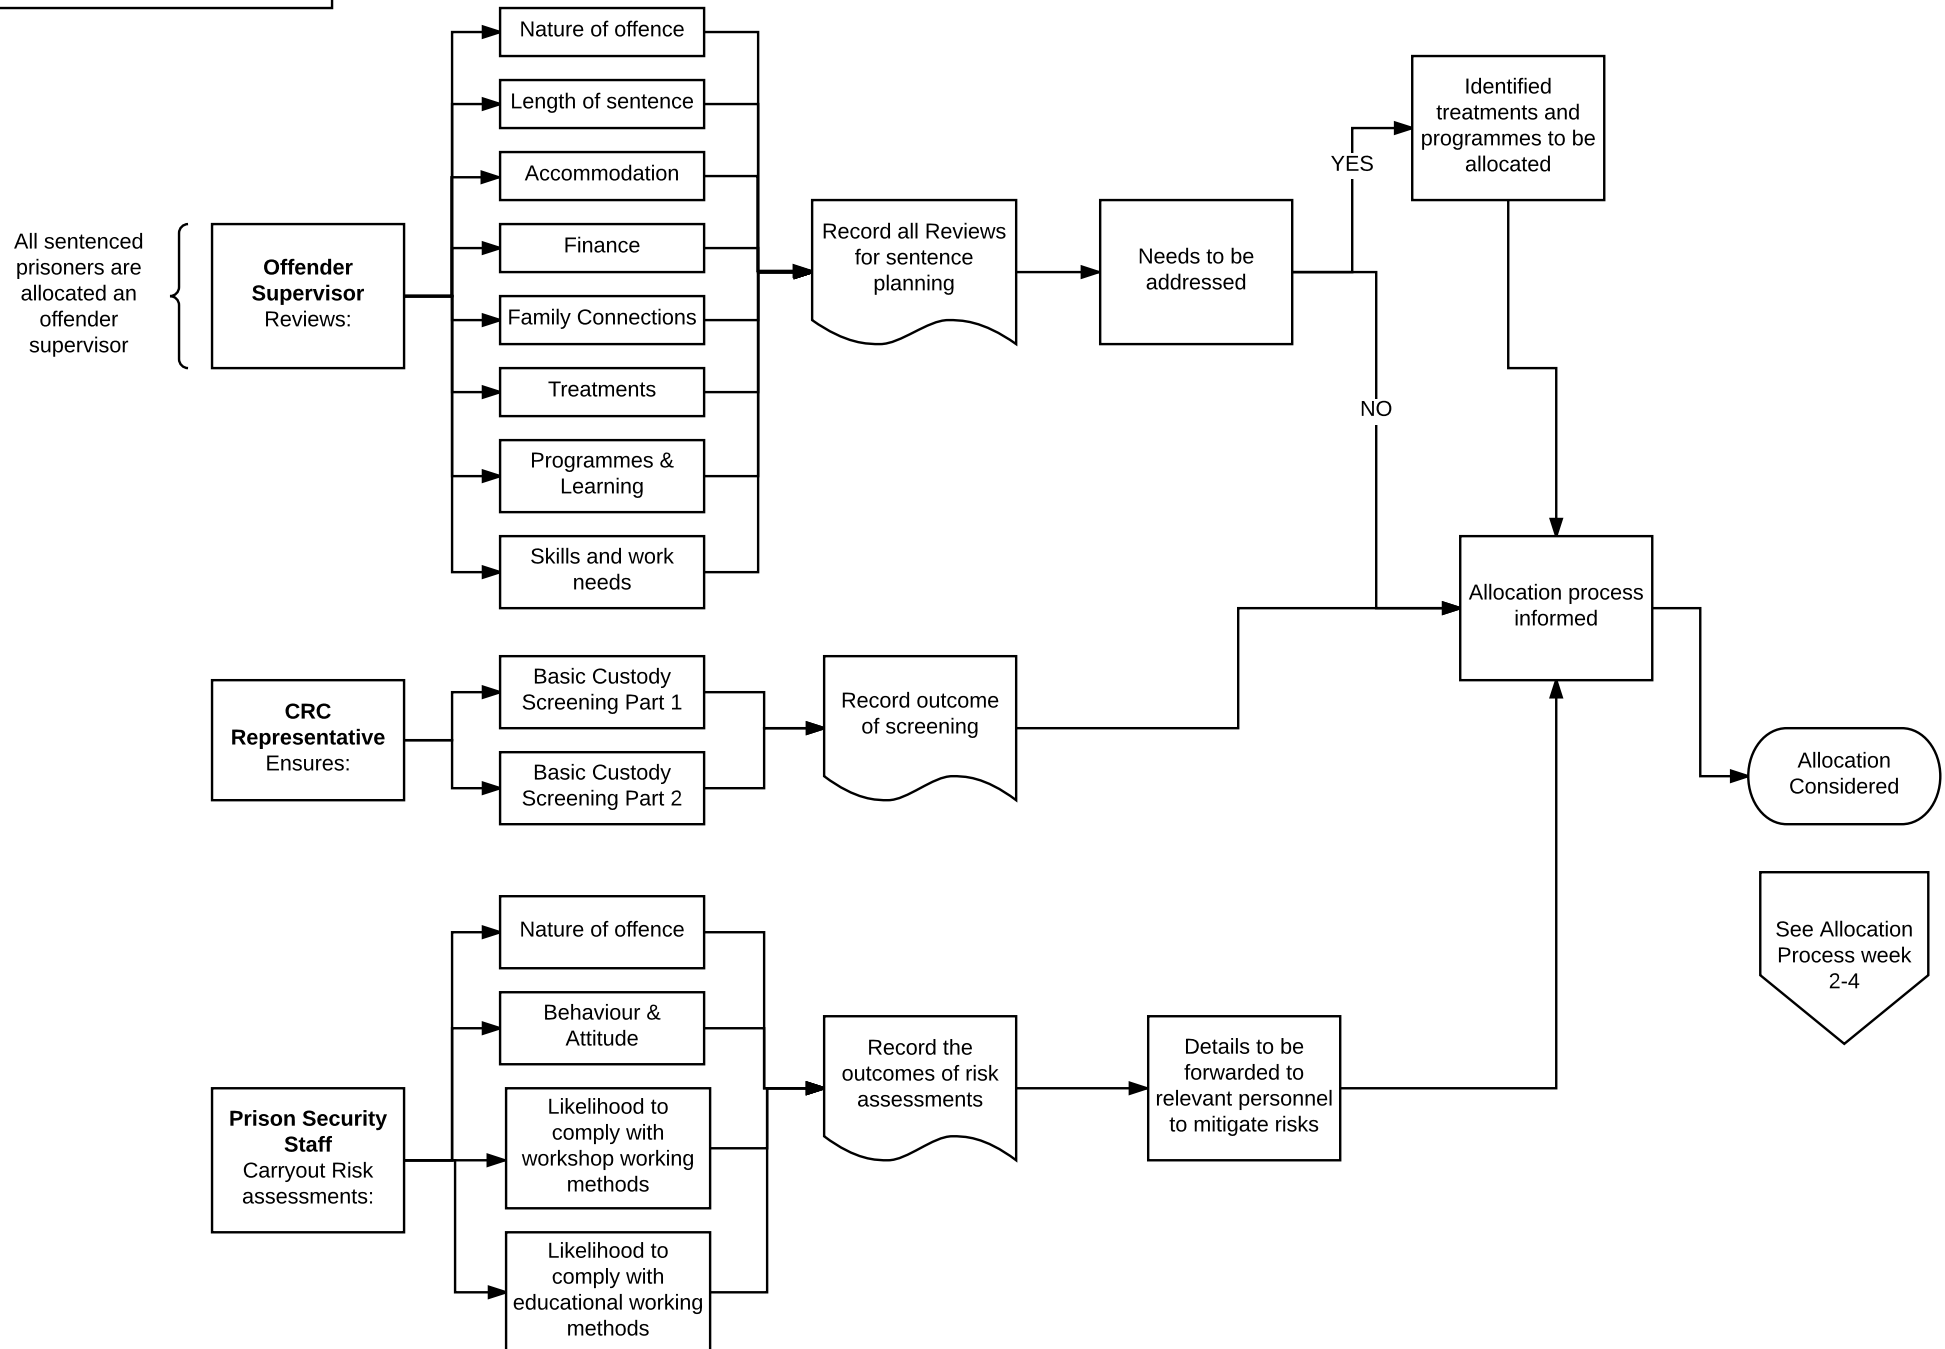 All sentenced
prisoners are
allocated an
offender
supervisor
Offender
Supervisor
Reviews:
Nature of offence
Length of sentence
Accommodation
Finance
Family Connections
Treatments
Programmes &
Learning
Skills and work
needs
Record all Reviews
for sentence
planning
Needs to be
addressed
YES
NO
Identified
treatments and
programmes to be
allocated
Allocation process
informed
CRC
Representative
Ensures:
Basic Custody
Screening Part 1
Basic Custody
Screening Part 2
Record outcome
of screening
Allocation
Considered
See Allocation
Process week
2-4
Prison Security
Staff
Carryout Risk
assessments:
Nature of offence
Behaviour &
Attitude
Likelihood to
comply with
workshop working
methods
Likelihood to
comply with
educational working
methods
Record the
outcomes of risk
assessments
Details to be
forwarded to
relevant personnel
to mitigate risks